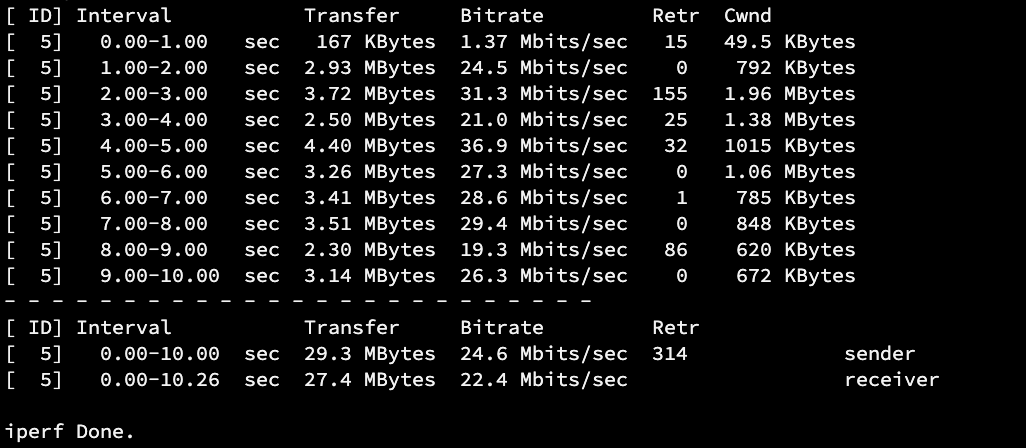 [ ID] Interval           Transfer     Bitrate         Retr  Cwnd
[  5]   0.00-1.00   sec   167 KBytes  1.37 Mbits/sec   15   49.5 KBytes
[  5]   1.00-2.00   sec  2.93 MBytes  24.5 Mbits/sec    0    792 KBytes
[  5]   2.00-3.00   sec  3.72 MBytes  31.3 Mbits/sec  155   1.96 MBytes
[  5]   3.00-4.00   sec  2.50 MBytes  21.0 Mbits/sec   25   1.38 MBytes
[  5]   4.00-5.00   sec  4.40 MBytes  36.9 Mbits/sec   32   1015 KBytes
[  5]   5.00-6.00   sec  3.26 MBytes  27.3 Mbits/sec    0   1.06 MBytes
[  5]   6.00-7.00   sec  3.41 MBytes  28.6 Mbits/sec    1    785 KBytes
[  5]   7.00-8.00   sec  3.51 MBytes  29.4 Mbits/sec    0    848 KBytes
[  5]   8.00-9.00   sec  2.30 MBytes  19.3 Mbits/sec   86    620 KBytes
[  5]   9.00-10.00  sec  3.14 MBytes  26.3 Mbits/sec    0    672 KBytes
- - - - - - - - - - - - - - - - - - - - - - - - -
[ ID] Interval           Transfer     Bitrate         Retr
[  5]   0.00-10.00  sec  29.3 MBytes  24.6 Mbits/sec  314             sender
[  5]   0.00-10.26  sec  27.4 MBytes  22.4 Mbits/sec                  receiver

iperf Done.